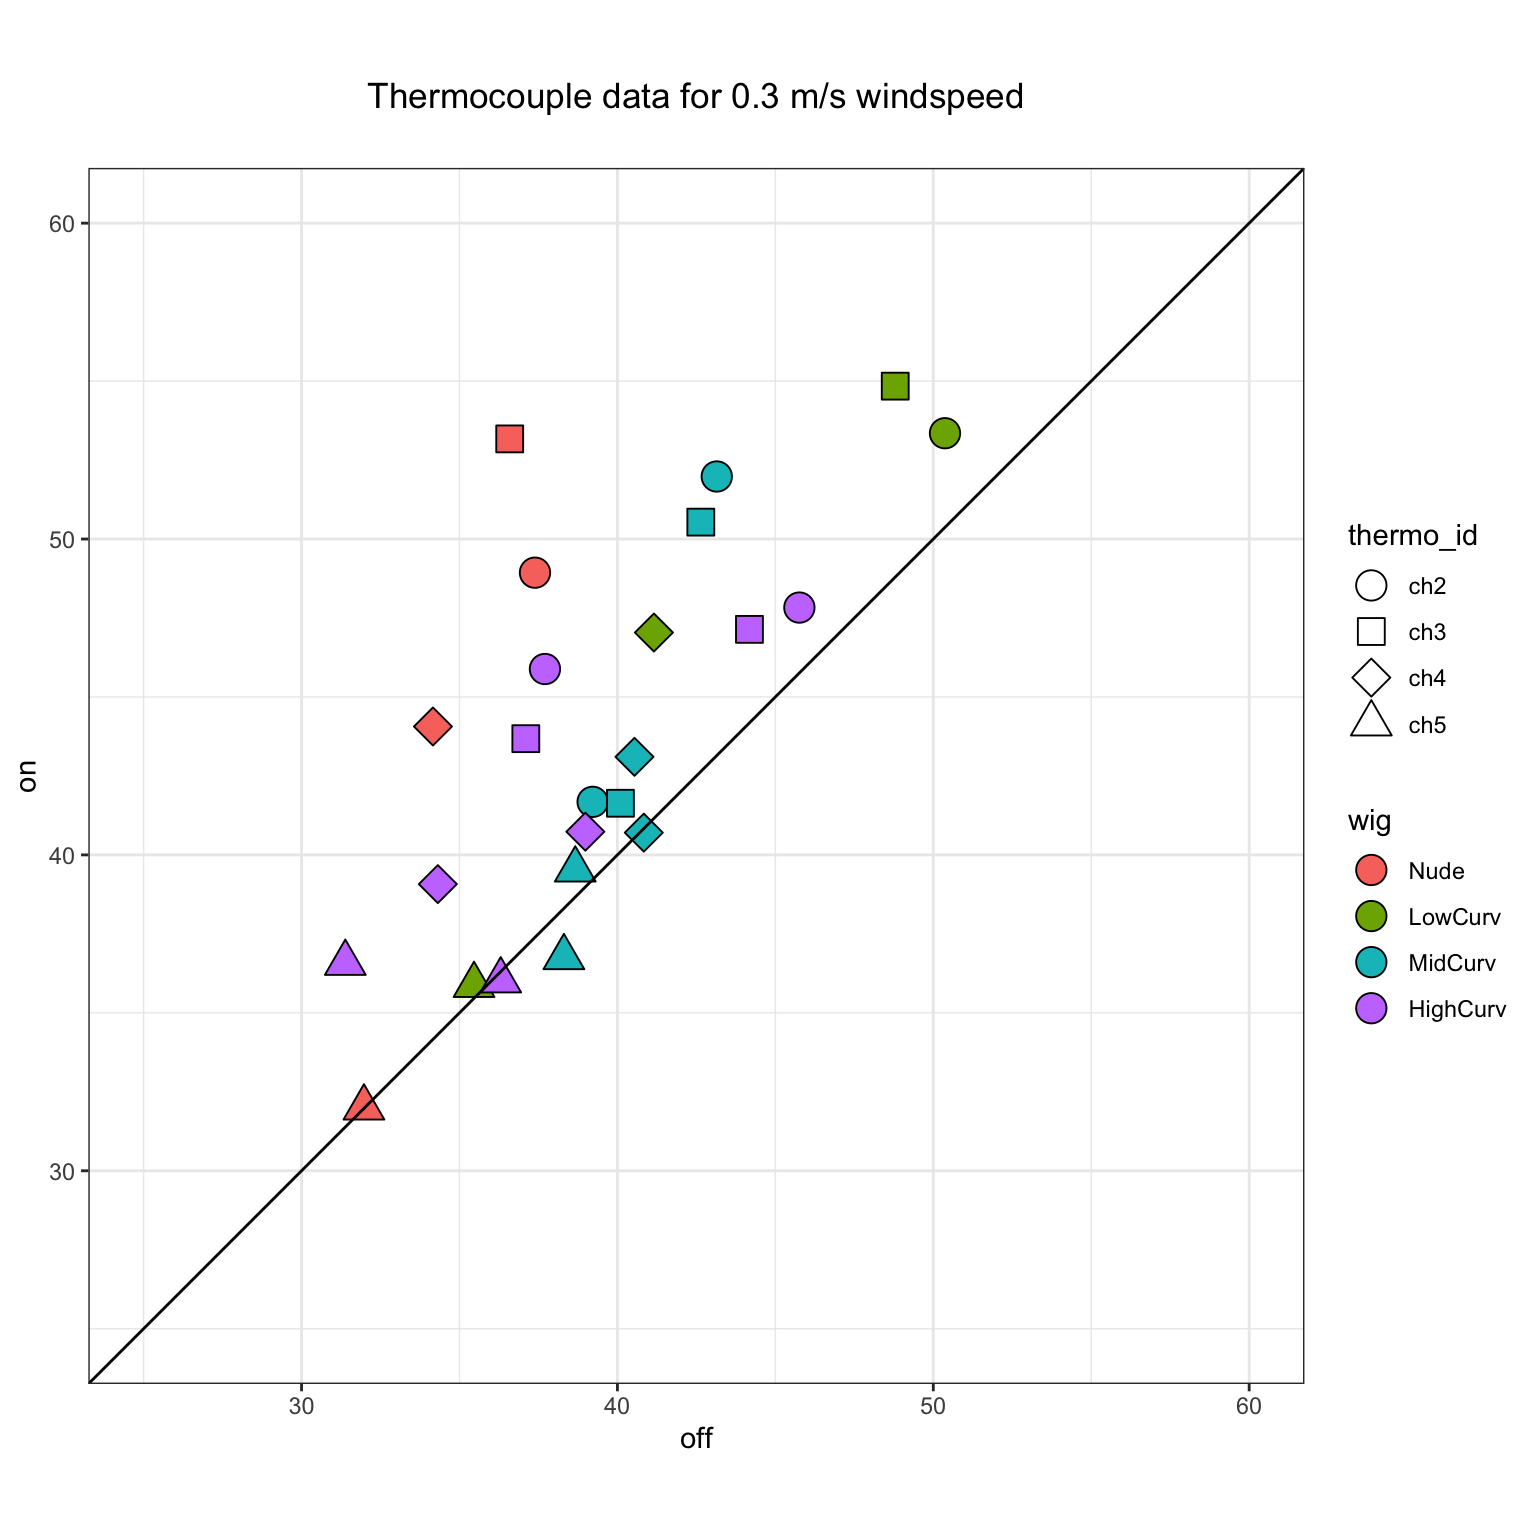 Thermocouple data for 0.3 m/s windspeed
60
50
40
30
on
30
40
50
60
off
thermo_id
ch2
ch3
ch4
ch5
wig
Nude
LowCurv
MidCurv
HighCurv